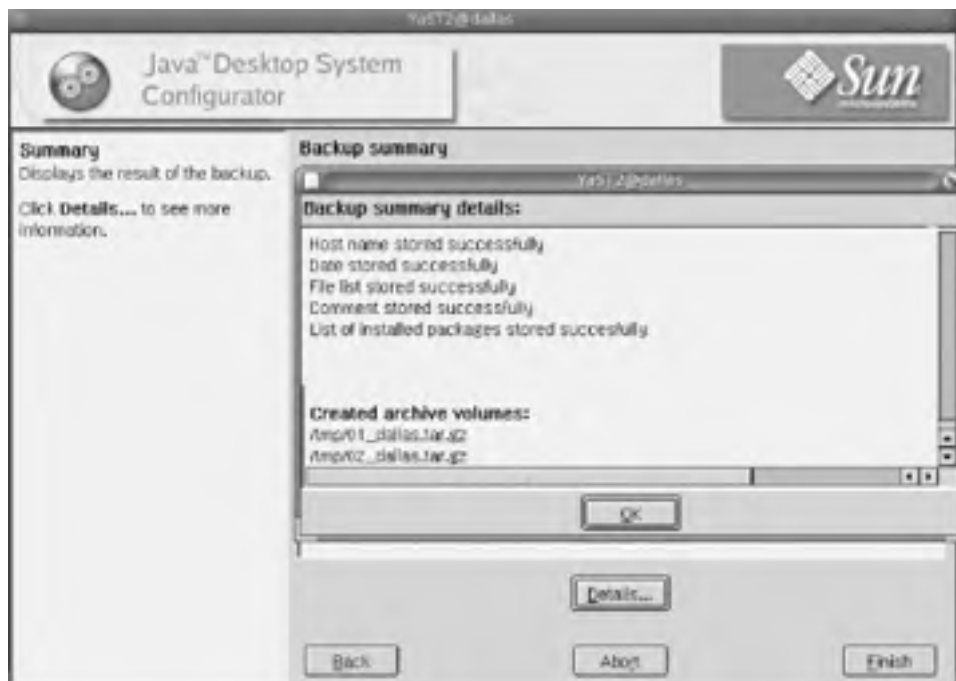 YaST2@dallas
Java™ Desktop System
Configurator
Sun
microsystems
Summary
Displays the result of the backup.
Click Details... to see more
information.
Backup summary
YaST2@dallas
Backup summary details:
Host name stored successfully
Date stored successfully
File list stored successfully
Comment stored successfully
List of installed packages stored succesfully
Created archive volumes:
/tmp/01_dallas.tar.gz
/tmp/02_dallas.tar.gz
OK
Details...
Back
Abort
Finish